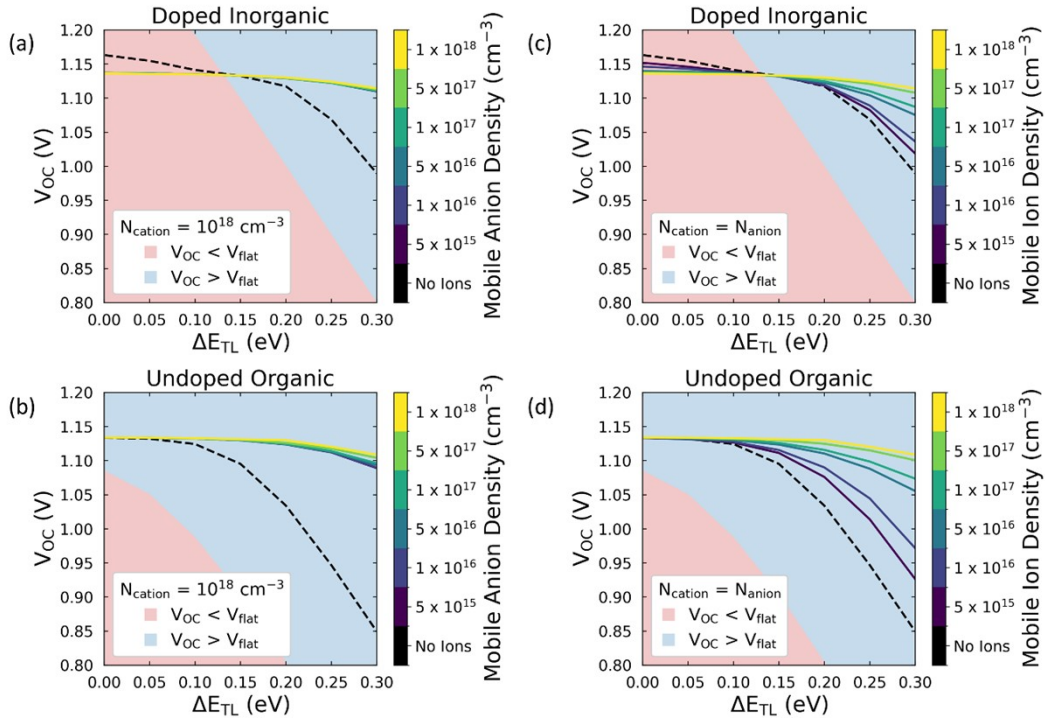 Doped Inorganic
(a)
1.20
1.15
1.10
1.05
1.00
0.95
0.90
0.85
0.80
V_OC (V)
N_cation = 10^18 cm^−3
V_OC < V_flat
V_OC > V_flat
0.00 0.05 0.10 0.15 0.20 0.25 0.30
ΔE_TL (eV)
1 x 10^18
5 x 10^17
1 x 10^17
5 x 10^16
1 x 10^16
5 x 10^15
No Ions
Mobile Anion Density (cm^−3)
Doped Inorganic
(c)
1.20
1.15
1.10
1.05
1.00
0.95
0.90
0.85
0.80
V_OC (V)
N_cation = N_anion
V_OC < V_flat
V_OC > V_flat
0.00 0.05 0.10 0.15 0.20 0.25 0.30
ΔE_TL (eV)
1 x 10^18
5 x 10^17
1 x 10^17
5 x 10^16
1 x 10^16
5 x 10^15
No Ions
Mobile Ion Density (cm^−3)
Undoped Organic
(b)
1.20
1.15
1.10
1.05
1.00
0.95
0.90
0.85
0.80
V_OC (V)
N_cation = 10^18 cm^−3
V_OC < V_flat
V_OC > V_flat
0.00 0.05 0.10 0.15 0.20 0.25 0.30
ΔE_TL (eV)
1 x 10^18
5 x 10^17
1 x 10^17
5 x 10^16
1 x 10^16
5 x 10^15
No Ions
Mobile Anion Density (cm^−3)
Undoped Organic
(d)
1.20
1.15
1.10
1.05
1.00
0.95
0.90
0.85
0.80
V_OC (V)
N_cation = N_anion
V_OC < V_flat
V_OC > V_flat
0.00 0.05 0.10 0.15 0.20 0.25 0.30
ΔE_TL (eV)
1 x 10^18
5 x 10^17
1 x 10^17
5 x 10^16
1 x 10^16
5 x 10^15
No Ions
Mobile Ion Density (cm^−3)